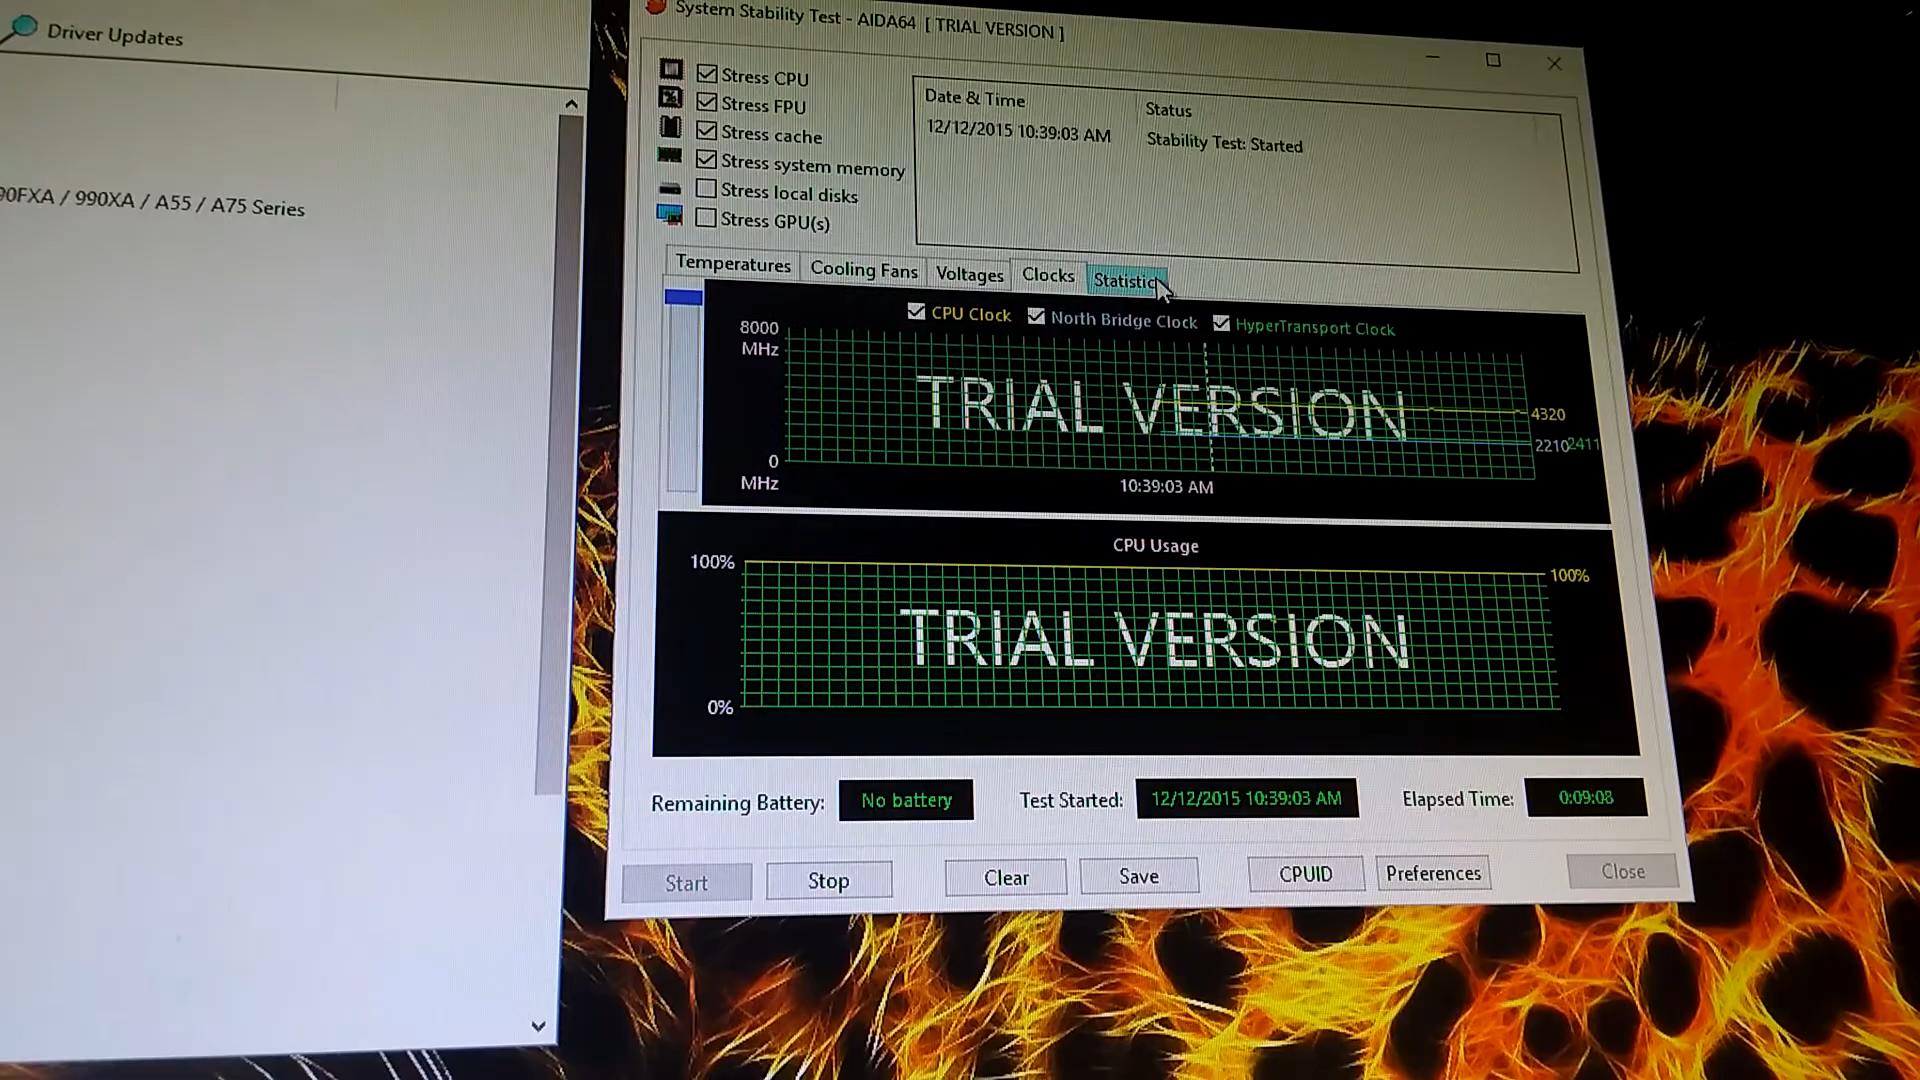 Driver Updates
90FXA / 990XA / A55 / A75 Series
System Stability Test - AIDA64 [ TRIAL VERSION ]
Stress CPU
Stress FPU
Stress cache
Stress system memory
Stress local disks
Stress GPU(s)
Date & Time
Status
12/12/2015 10:39:03 AM
Stability Test: Started
Temperatures
Cooling Fans
Voltages
Clocks
Statistic
CPU Clock
North Bridge Clock
HyperTransport Clock
8000
MHz
TRIAL VERSION
4320
2210
2411
0
MHz
10:39:03 AM
CPU Usage
100%
100%
TRIAL VERSION
0%
Remaining Battery:
No battery
Test Started:
12/12/2015 10:39:03 AM
Elapsed Time:
0:09:08
Start
Stop
Clear
Save
CPUID
Preferences
Close